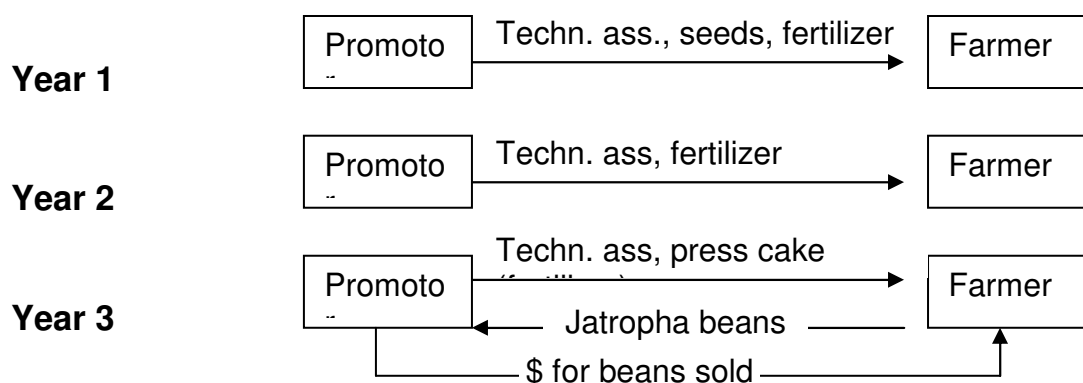 Promoto
Techn. ass., seeds, fertilizer
Farmer
Year 1
Promoto
Techn. ass, fertilizer
Farmer
Year 2
Techn. ass, press cake
Promoto
Farmer
Year 3
Jatropha beans
$ for beans sold